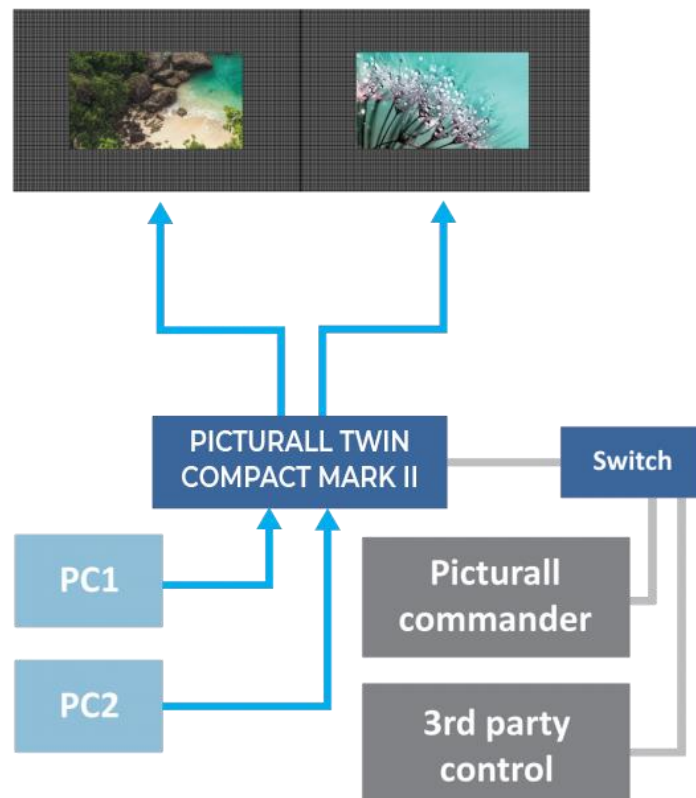 PICTURALL TWIN
COMPACT MARK II
Switch
PC1
Picturall
commander
PC2
3rd party
control